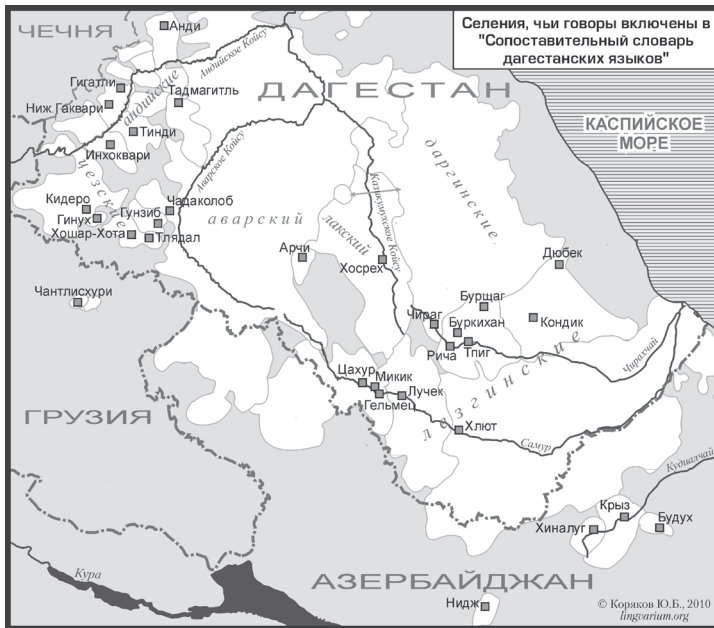 Селения, чьи говоры включены в
"Сопоставительный словарь
дагестанских языков"
ЧЕЧНЯ
Анди
Андийское Койсу
Гигатли
андийские
Тадмагитль
ДАГЕСТАН
Ниж.Гаквари
Тинди
КАСПИЙСКОЕ
МОРЕ
Инхоквари
цезские
Аварское Койсу
даргинские
Казикумухское Койсу
Кидеро
Чадаколоб
Гунзиб
Гинух
аварский
Хошар-Хота
Тлядал
лакский
Арчи
Хосрех
Дюбек
Чантлисхури
Бурщаг
Чираг
Буркихан
Кондик
Рича
Тпиг
Чирахчай
лезгинские
Цахур
Микик
Гельмец
Лучек
ГРУЗИЯ
Хлют
Самур
Кудиалчай
Крыз
Хиналуг
Будух
Кура
АЗЕРБАЙДЖАН
Нидж
© Коряков Ю.Б., 2010
lingvarium.org